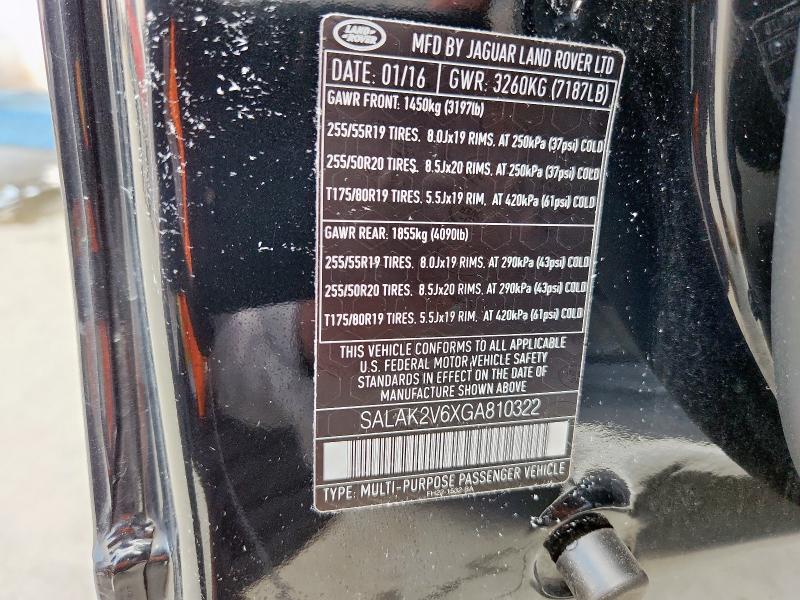 LAND ROVER
MFD BY JAGUAR LAND ROVER LTD
DATE: 01/16 GWR: 3260KG (7187LB)
GAWR FRONT: 1450kg (3197lb)
255/55R19 TIRES. 8.0Jx19 RIMS. AT 250kPa (37psi) COLD
255/50R20 TIRES. 8.5Jx20 RIMS. AT 250kPa (37psi) COLD
T175/80R19 TIRES. 5.5Jx19 RIM. AT 420kPa (61psi) COLD
GAWR REAR: 1855kg (4090lb)
255/55R19 TIRES. 8.0Jx19 RIMS. AT 290kPa (43psi) COLD
255/50R20 TIRES. 8.5Jx20 RIMS. AT 290kPa (43psi) COLD
T175/80R19 TIRES. 5.5Jx19 RIM. AT 420kPa (61psi) COLD
THIS VEHICLE CONFORMS TO ALL APPLICABLE
U.S. FEDERAL MOTOR VEHICLE SAFETY
STANDARDS IN EFFECT ON THE DATE OF
MANUFACTURE SHOWN ABOVE
SALAK2V6XGA810322
TYPE: MULTI-PURPOSE PASSENGER VEHICLE